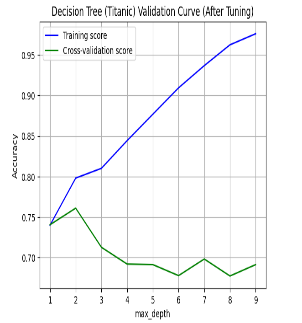 Decision Tree (Titanic) Validation Curve (After Tuning)
Training score
Cross-validation score
Accuracy
0.95
0.90
0.85
0.80
0.75
0.70
1 2 3 4 5 6 7 8 9
max_depth